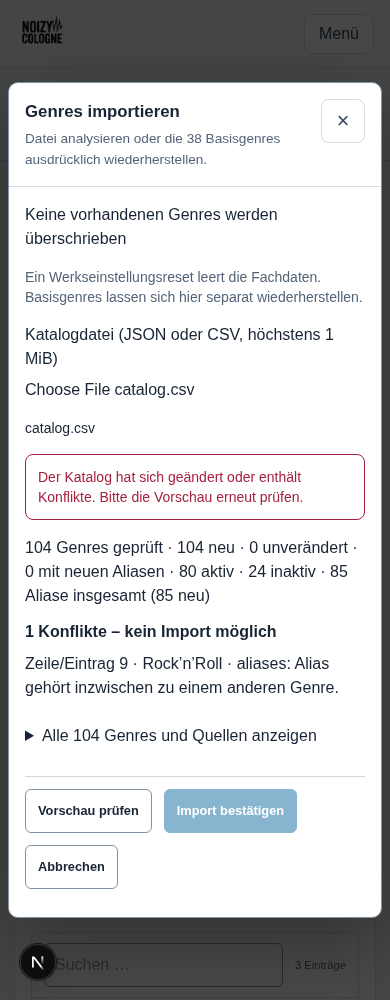 NOIZY
COLOGNE
Menü
Genres importieren
Datei analysieren oder die 38 Basisgenres
ausdrücklich wiederherstellen.
×
Keine vorhandenen Genres werden
überschrieben
Ein Werkseinstellungsreset leert die Fachdaten.
Basisgenres lassen sich hier separat wiederherstellen.
Katalogdatei (JSON oder CSV, höchstens 1
MiB)
Choose File catalog.csv
catalog.csv
Der Katalog hat sich geändert oder enthält
Konflikte. Bitte die Vorschau erneut prüfen.
104 Genres geprüft · 104 neu · 0 unverändert ·
0 mit neuen Aliasen · 80 aktiv · 24 inaktiv · 85
Aliase insgesamt (85 neu)
1 Konflikte – kein Import möglich
Zeile/Eintrag 9 · Rock’n’Roll · aliases: Alias
gehört inzwischen zu einem anderen Genre.
Alle 104 Genres und Quellen anzeigen
Vorschau prüfen
Import bestätigen
Abbrechen
N
Suchen …
3 Einträge